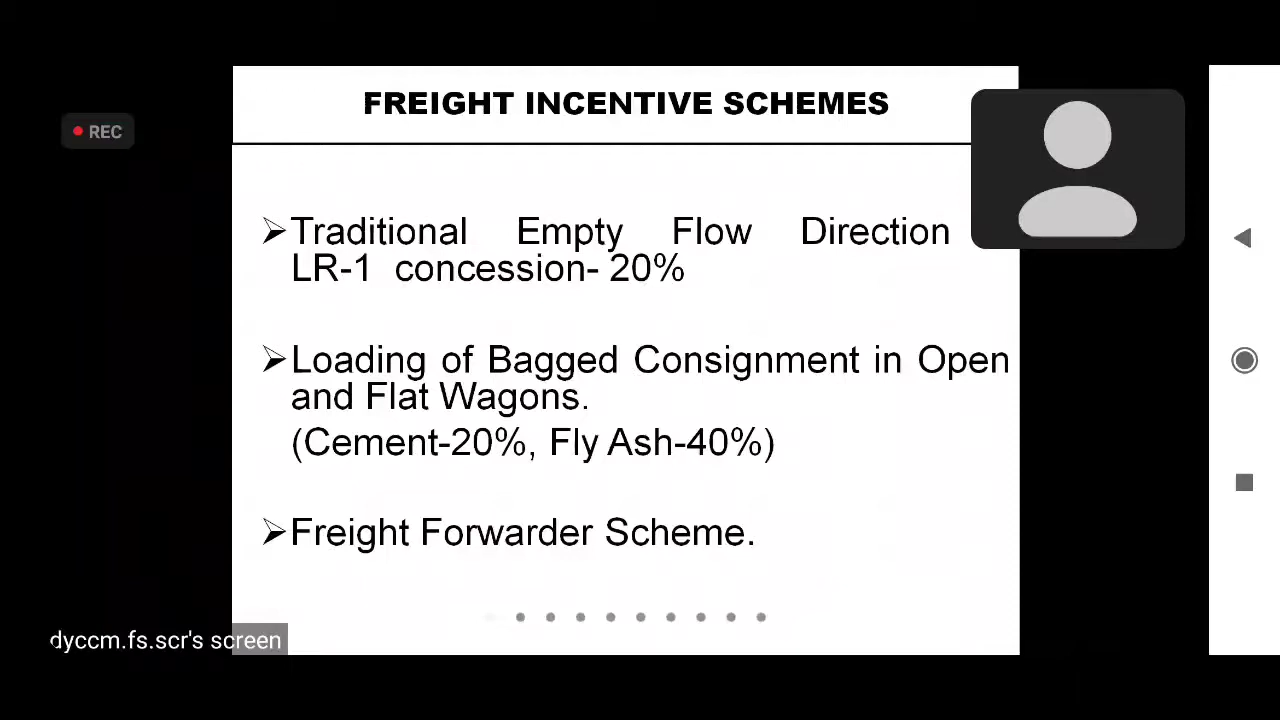 FREIGHT INCENTIVE SCHEMES
REC
➢Traditional Empty Flow Direction
LR-1 concession- 20%
➢Loading of Bagged Consignment in Open
and Flat Wagons.
(Cement-20%, Fly Ash-40%)
➢Freight Forwarder Scheme.
dyccm.fs.scr's screen